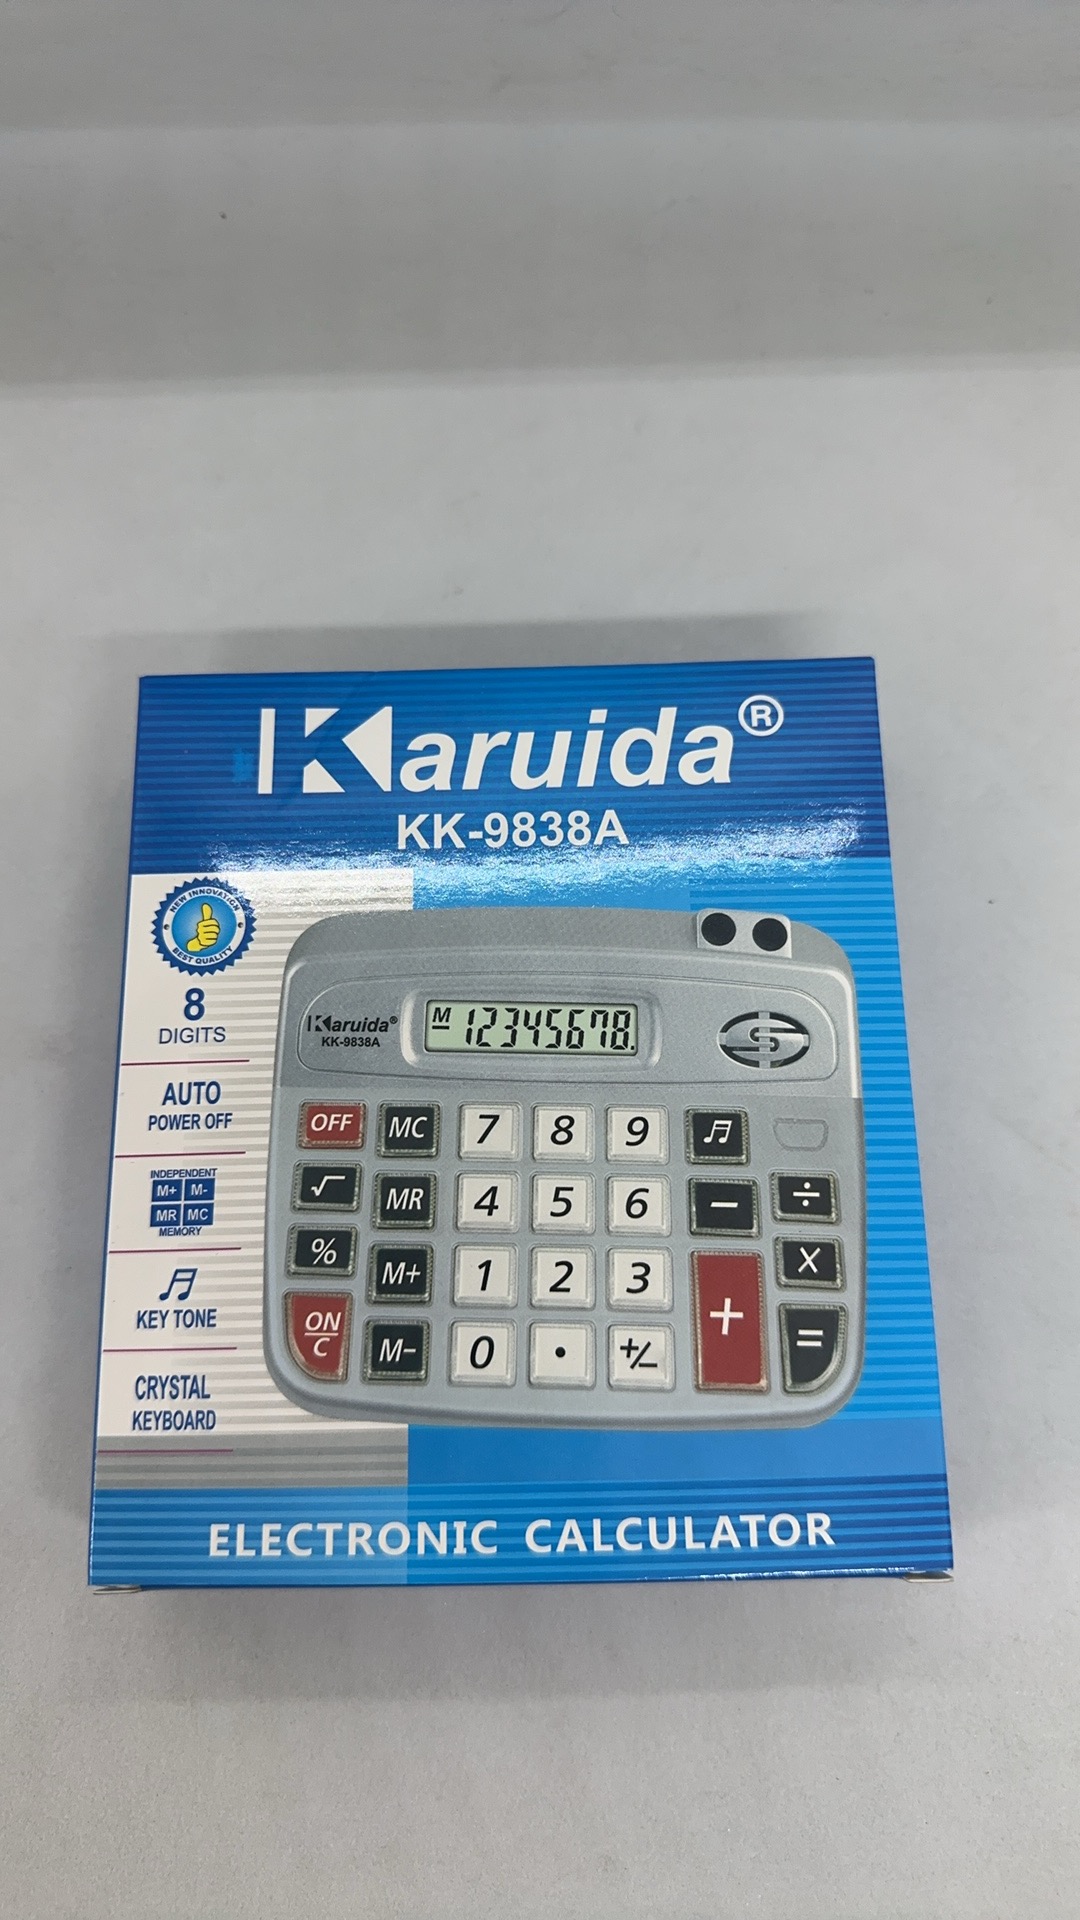 Karuida®
KK-9838A
NEW INNOVATION
BEST QUALITY
8
DIGITS
AUTO
POWER OFF
INDEPENDENT
M+ M-
MR MC
MEMORY
KEY TONE
CRYSTAL
KEYBOARD
Karuida®
KK-9838A
M 12345678.
OFF MC 7 8 9
√ MR 4 5 6 − ÷
% M+ 1 2 3 + X
ON/C M− 0 . +/− =
ELECTRONIC CALCULATOR